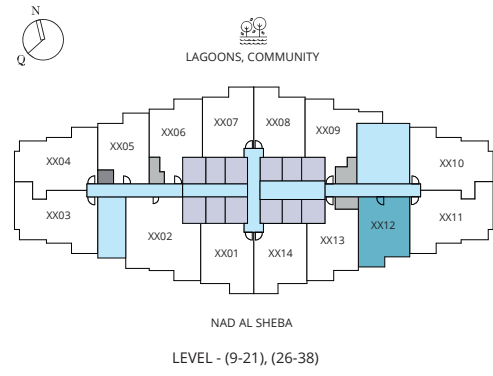 N
Q
LAGOONS, COMMUNITY
XX07
XX08
XX06
XX09
XX05
XX04
XX10
XX03
XX11
XX12
XX02
XX13
XX01
XX14
NAD AL SHEBA
LEVEL - (9-21), (26-38)